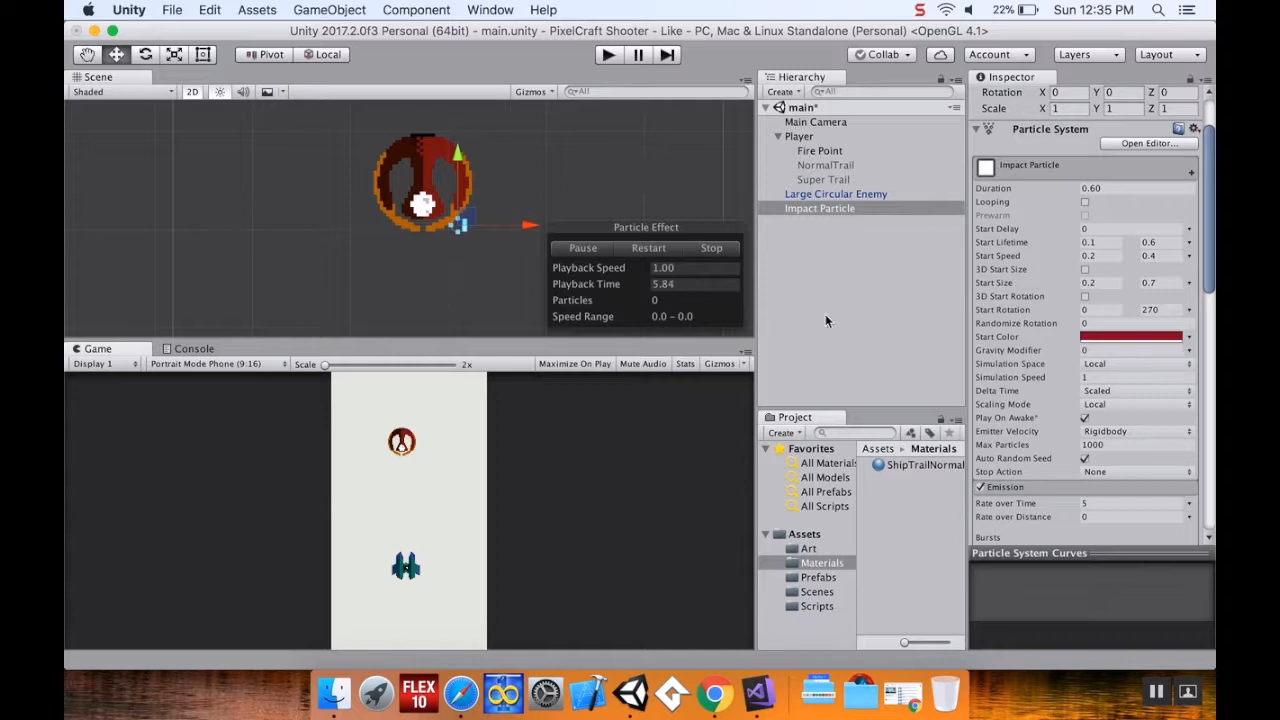 Unity File Edit Assets GameObject Component Window Help
22% Sun 12:35 PM
Unity 2017.2.0f3 Personal (64bit) - main.unity - PixelCraft Shooter - Like - PC, Mac & Linux Standalone (Personal) <OpenGL 4.1>
Pivot Local Collab Account Layers Layout
Scene
Shaded 2D Gizmos All
Particle Effect
Pause Restart Stop
Playback Speed 1.00
Playback Time 5.84
Particles 0
Speed Range 0.0 - 0.0
Game Console
Display 1 Portrait Mode Phone (9:16) Scale 2x Maximize On Play Mute Audio Stats Gizmos
Hierarchy
Create All
main*
Main Camera
Player
Fire Point
NormalTrail
Super Trail
Large Circular Enemy
Impact Particle
Project
Create
Favorites
All Materials
All Models
All Prefabs
All Scripts
Assets
Art
Materials
Prefabs
Scenes
Scripts
Assets Materials
ShipTrailNormal
Inspector
Rotation X 0 Y 0 Z 0
Scale X 1 Y 1 Z 1
Particle System
Open Editor...
Impact Particle
Duration 0.60
Looping
Prewarm
Start Delay 0
Start Lifetime 0.1 0.6
Start Speed 0.2 0.4
3D Start Size
Start Size 0.2 0.7
3D Start Rotation
Start Rotation 0 270
Randomize Rotation 0
Start Color
Gravity Modifier 0
Simulation Space Local
Simulation Speed 1
Delta Time Scaled
Scaling Mode Local
Play On Awake*
Emitter Velocity Rigidbody
Max Particles 1000
Auto Random Seed
Stop Action None
Emission
Rate over Time 5
Rate over Distance 0
Bursts
Particle System Curves
FLEX
10